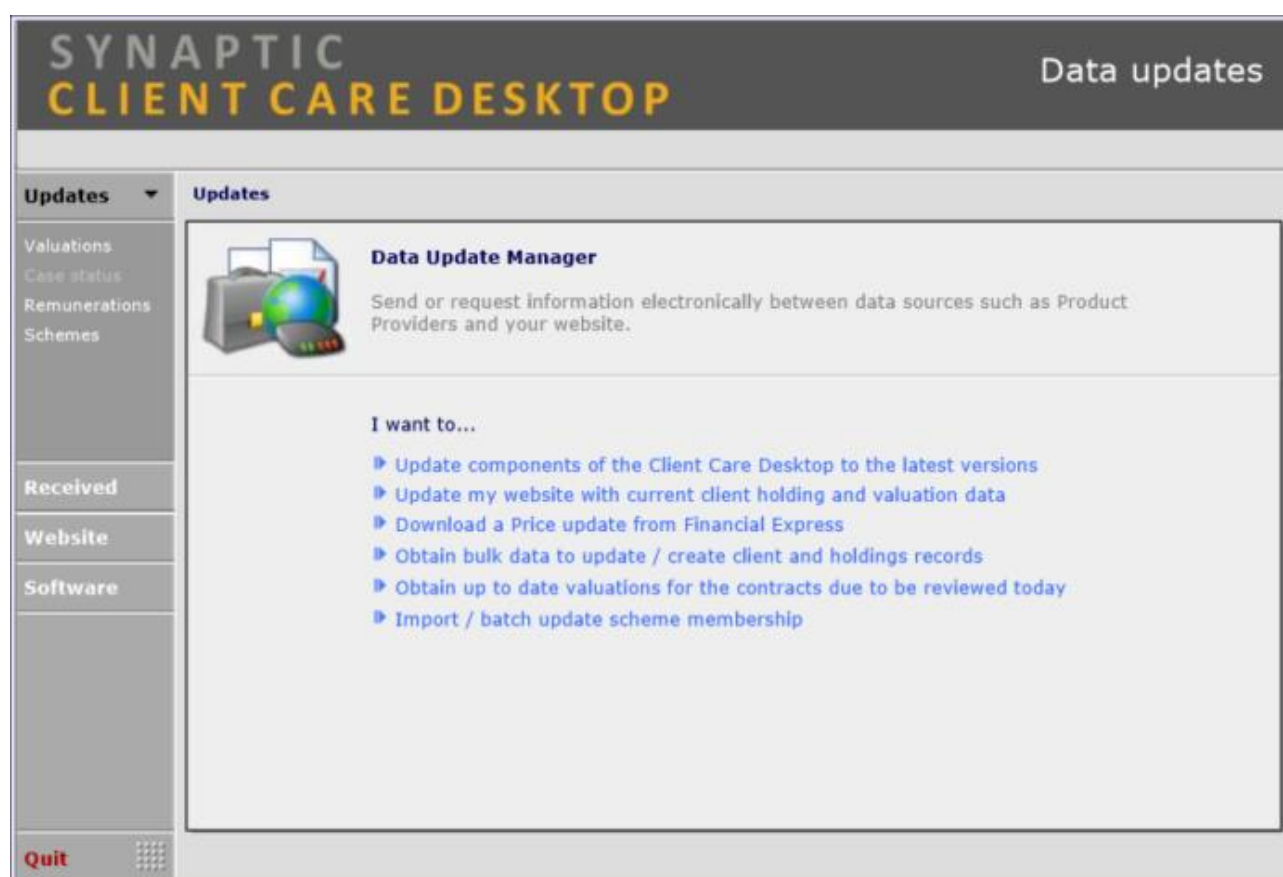 SYNAPTIC
CLIENT CARE DESKTOP
Data updates
Updates
Updates
Valuations
Case status
Remunerations
Schemes
Data Update Manager
Send or request information electronically between data sources such as Product
Providers and your website.
I want to...
Update components of the Client Care Desktop to the latest versions
Update my website with current client holding and valuation data
Download a Price update from Financial Express
Obtain bulk data to update / create client and holdings records
Obtain up to date valuations for the contracts due to be reviewed today
Import / batch update scheme membership
Received
Website
Software
Quit